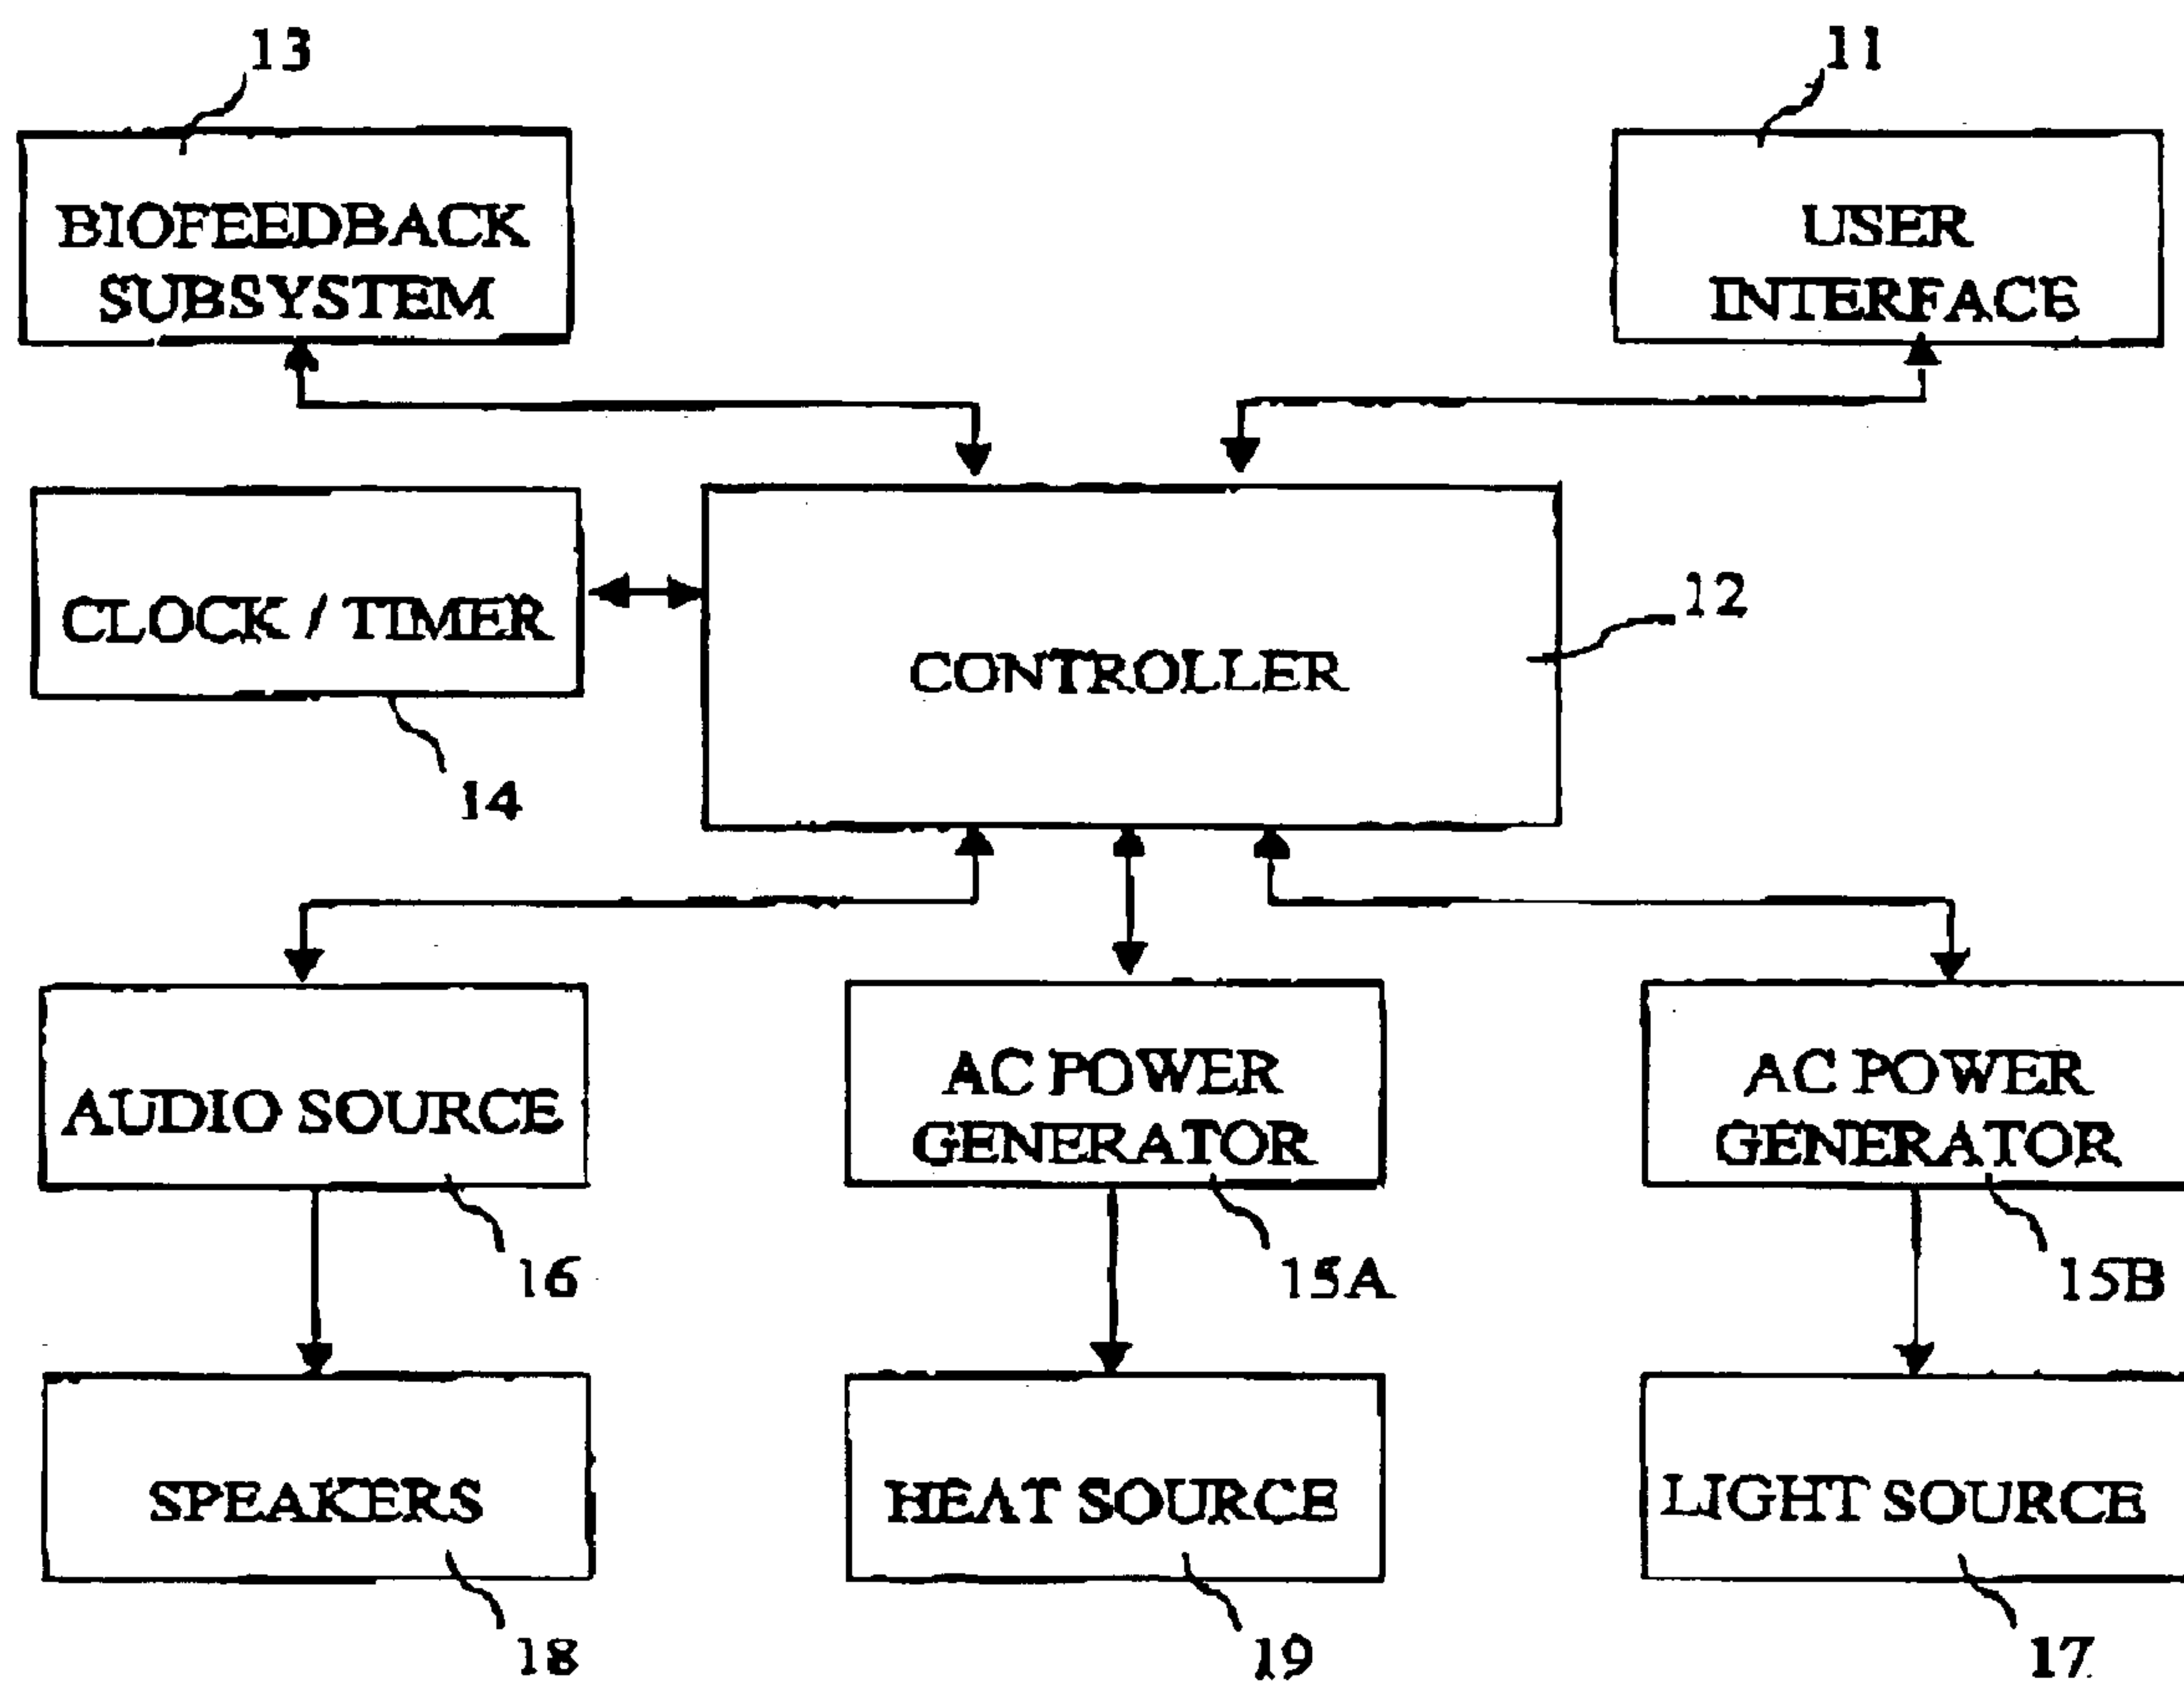 13
11
BIOFEEDBACK
SUBSYSTEM
USER
INTERFACE
CLOCK / TIMER
14
CONTROLLER
12
AUDIO SOURCE
16
AC POWER
GENERATOR
15A
AC POWER
GENERATOR
15B
SPEAKERS
18
HEAT SOURCE
19
LIGHT SOURCE
17